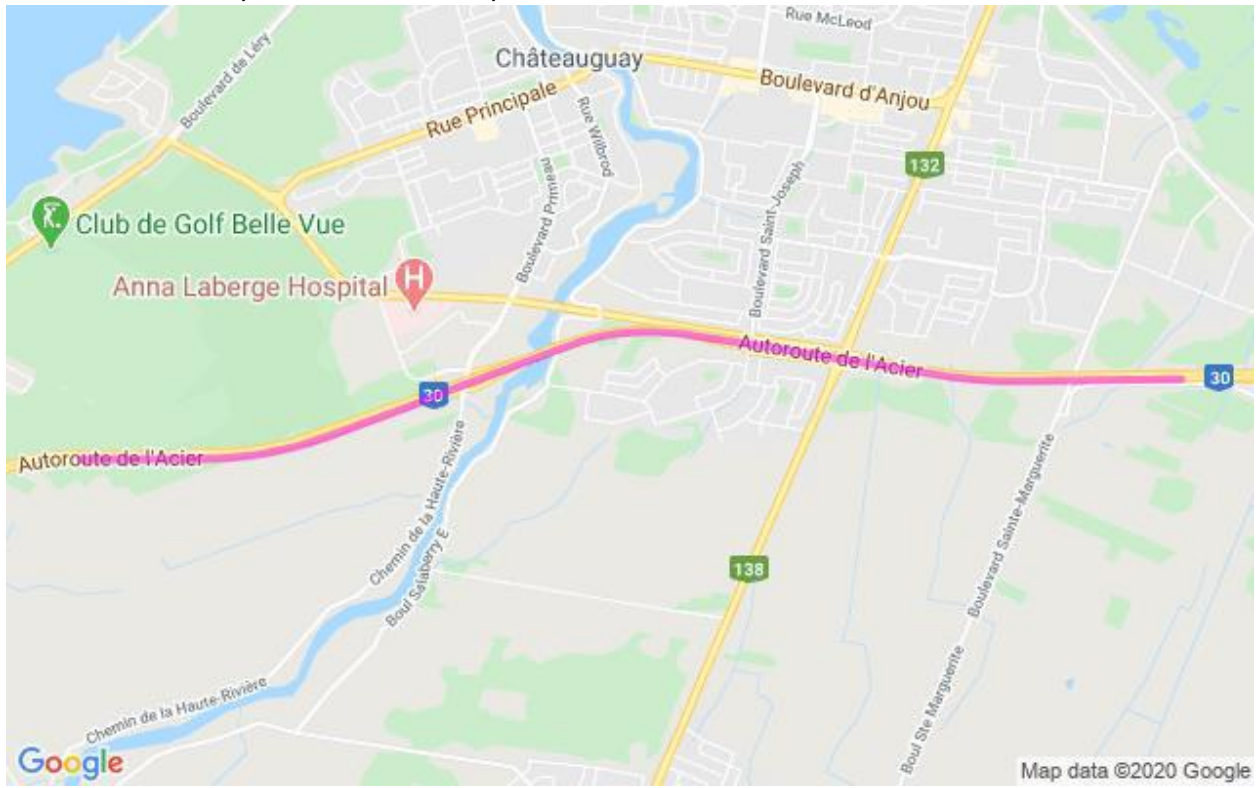 Rue McLeod
Boulevard de Léry
Châteauguay
Boulevard d'Anjou
Rue Principale
Rue Wilbrod
132
Boulevard Primeau
Boulevard Saint-Joseph
Club de Golf Belle Vue
Anna Laberge Hospital
H
Autoroute de l'Acier
30
30
Autoroute de l'Acier
Chemin de la Haute-Rivière
Boul Salaberry E
Boulevard Sainte-Marguerite
138
Chemin de la Haute-Rivière
Boul Ste Marguerite
Google
Map data ©2020 Google